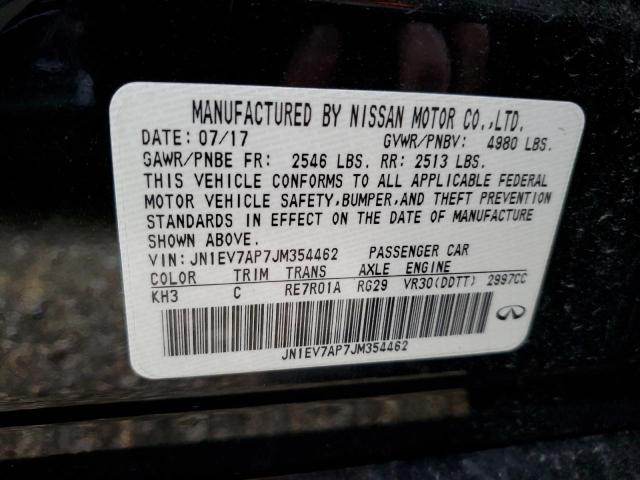 MANUFACTURED BY NISSAN MOTOR CO.,LTD.
DATE: 07/17 GVWR/PNBV: 4980 LBS.
GAWR/PNBE FR: 2546 LBS. RR: 2513 LBS.
THIS VEHICLE CONFORMS TO ALL APPLICABLE FEDERAL
MOTOR VEHICLE SAFETY,BUMPER,AND THEFT PREVENTION
STANDARDS IN EFFECT ON THE DATE OF MANUFACTURE
SHOWN ABOVE.
VIN: JN1EV7AP7JM354462 PASSENGER CAR
COLOR TRIM TRANS AXLE ENGINE
KH3 C RE7R01A RG29 VR30(DDTT) 2997CC
JN1EV7AP7JM354462